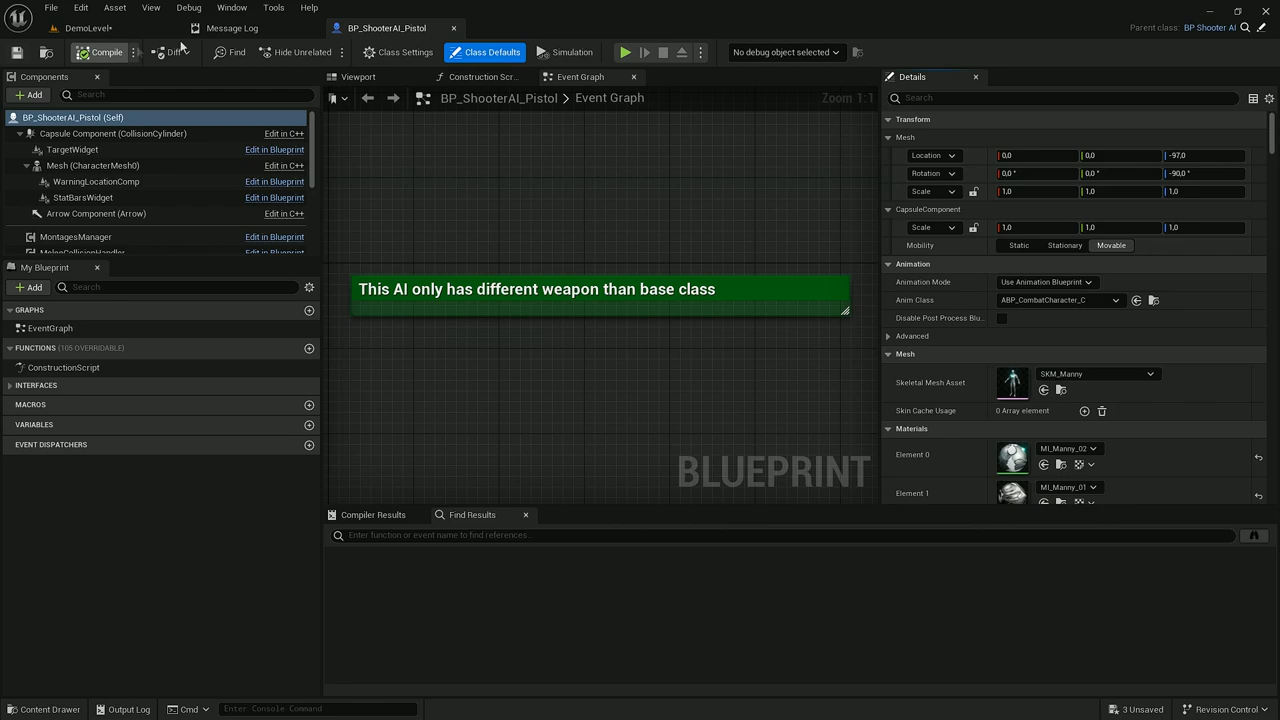 File Edit Asset View Debug Window Tools Help
DemoLevel• Message Log BP_ShooterAI_Pistol Parent class: BP Shooter AI
Compile Diff Find Hide Unrelated Class Settings Class Defaults Simulation No debug object selected
Components
Add Search
BP_ShooterAI_Pistol (Self)
Capsule Component (CollisionCylinder) Edit in C++
TargetWidget Edit in Blueprint
Mesh (CharacterMesh0) Edit in C++
WarningLocationComp Edit in Blueprint
StatBarsWidget Edit in Blueprint
Arrow Component (Arrow) Edit in C++
MontagesManager Edit in Blueprint
MeleeCollisionHandler Edit in Blueprint
My Blueprint
Add Search
GRAPHS
EventGraph
FUNCTIONS (105 OVERRIDABLE)
ConstructionScript
INTERFACES
MACROS
VARIABLES
EVENT DISPATCHERS
Viewport Construction Scr... Event Graph
BP_ShooterAI_Pistol Event Graph Zoom 1:1
This AI only has different weapon than base class
BLUEPRINT
Compiler Results Find Results
Enter function or event name to find references...
Details
Search
Transform
Mesh
Location 0,0 0,0 -97,0
Rotation 0,0 ° 0,0 ° -90,0 °
Scale 1,0 1,0 1,0
CapsuleComponent
Scale 1,0 1,0 1,0
Mobility Static Stationary Movable
Animation
Animation Mode Use Animation Blueprint
Anim Class ABP_CombatCharacter_C
Disable Post Process Blu...
Advanced
Mesh
Skeletal Mesh Asset SKM_Manny
Skin Cache Usage 0 Array element
Materials
Element 0 MI_Manny_02
Element 1 MI_Manny_01
Content Drawer Output Log Cmd Enter Console Command 3 Unsaved Revision Control